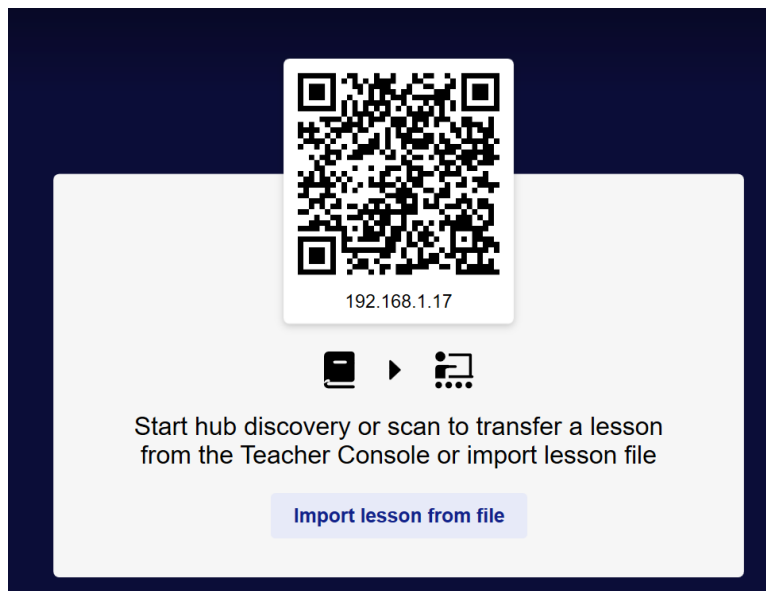 192.168.1.17
Start hub discovery or scan to transfer a lesson
from the Teacher Console or import lesson file
Import lesson from file